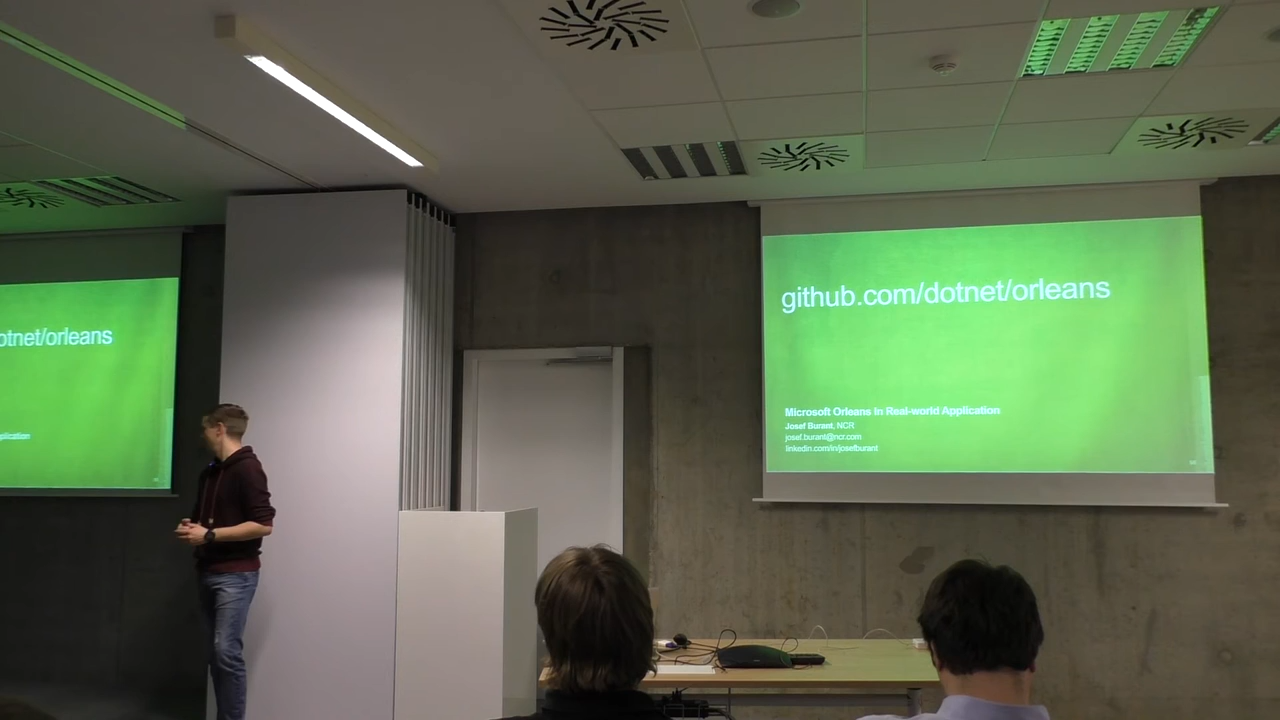 otnet/orleans
plication
github.com/dotnet/orleans
Microsoft Orleans in Real-world Application
Josef Burant, NCR
josef.burant@ncr.com
linkedin.com/in/josefburant